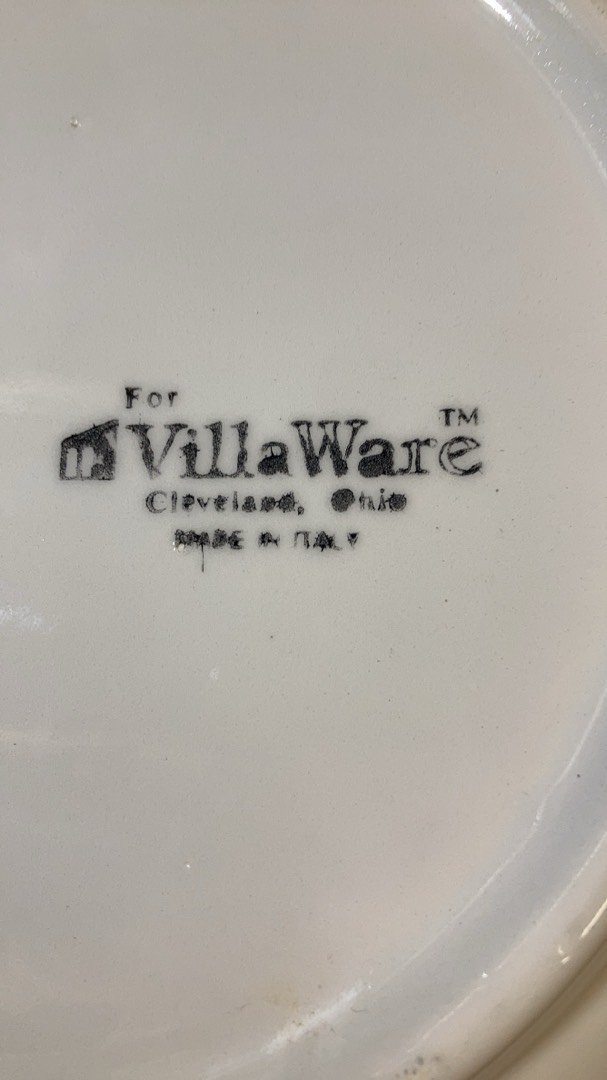 For
VillaWare™
Cleveland, Ohio
MADE IN ITALY